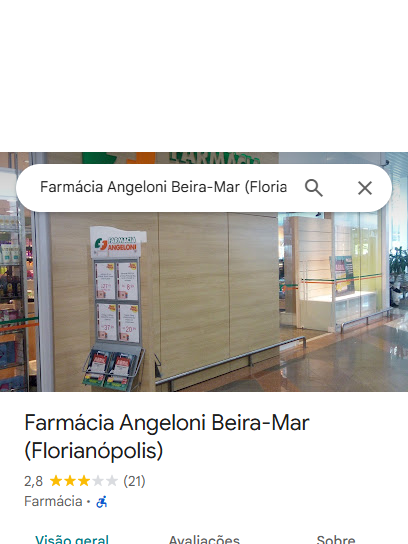 FARMÁCIA
Farmácia Angeloni Beira-Mar (Floria
FARMÁCIA
ANGELONI
Farmácia Angeloni Beira-Mar
(Florianópolis)
2,8 (21)
Farmácia ·
Visão geral Avaliações Sobre